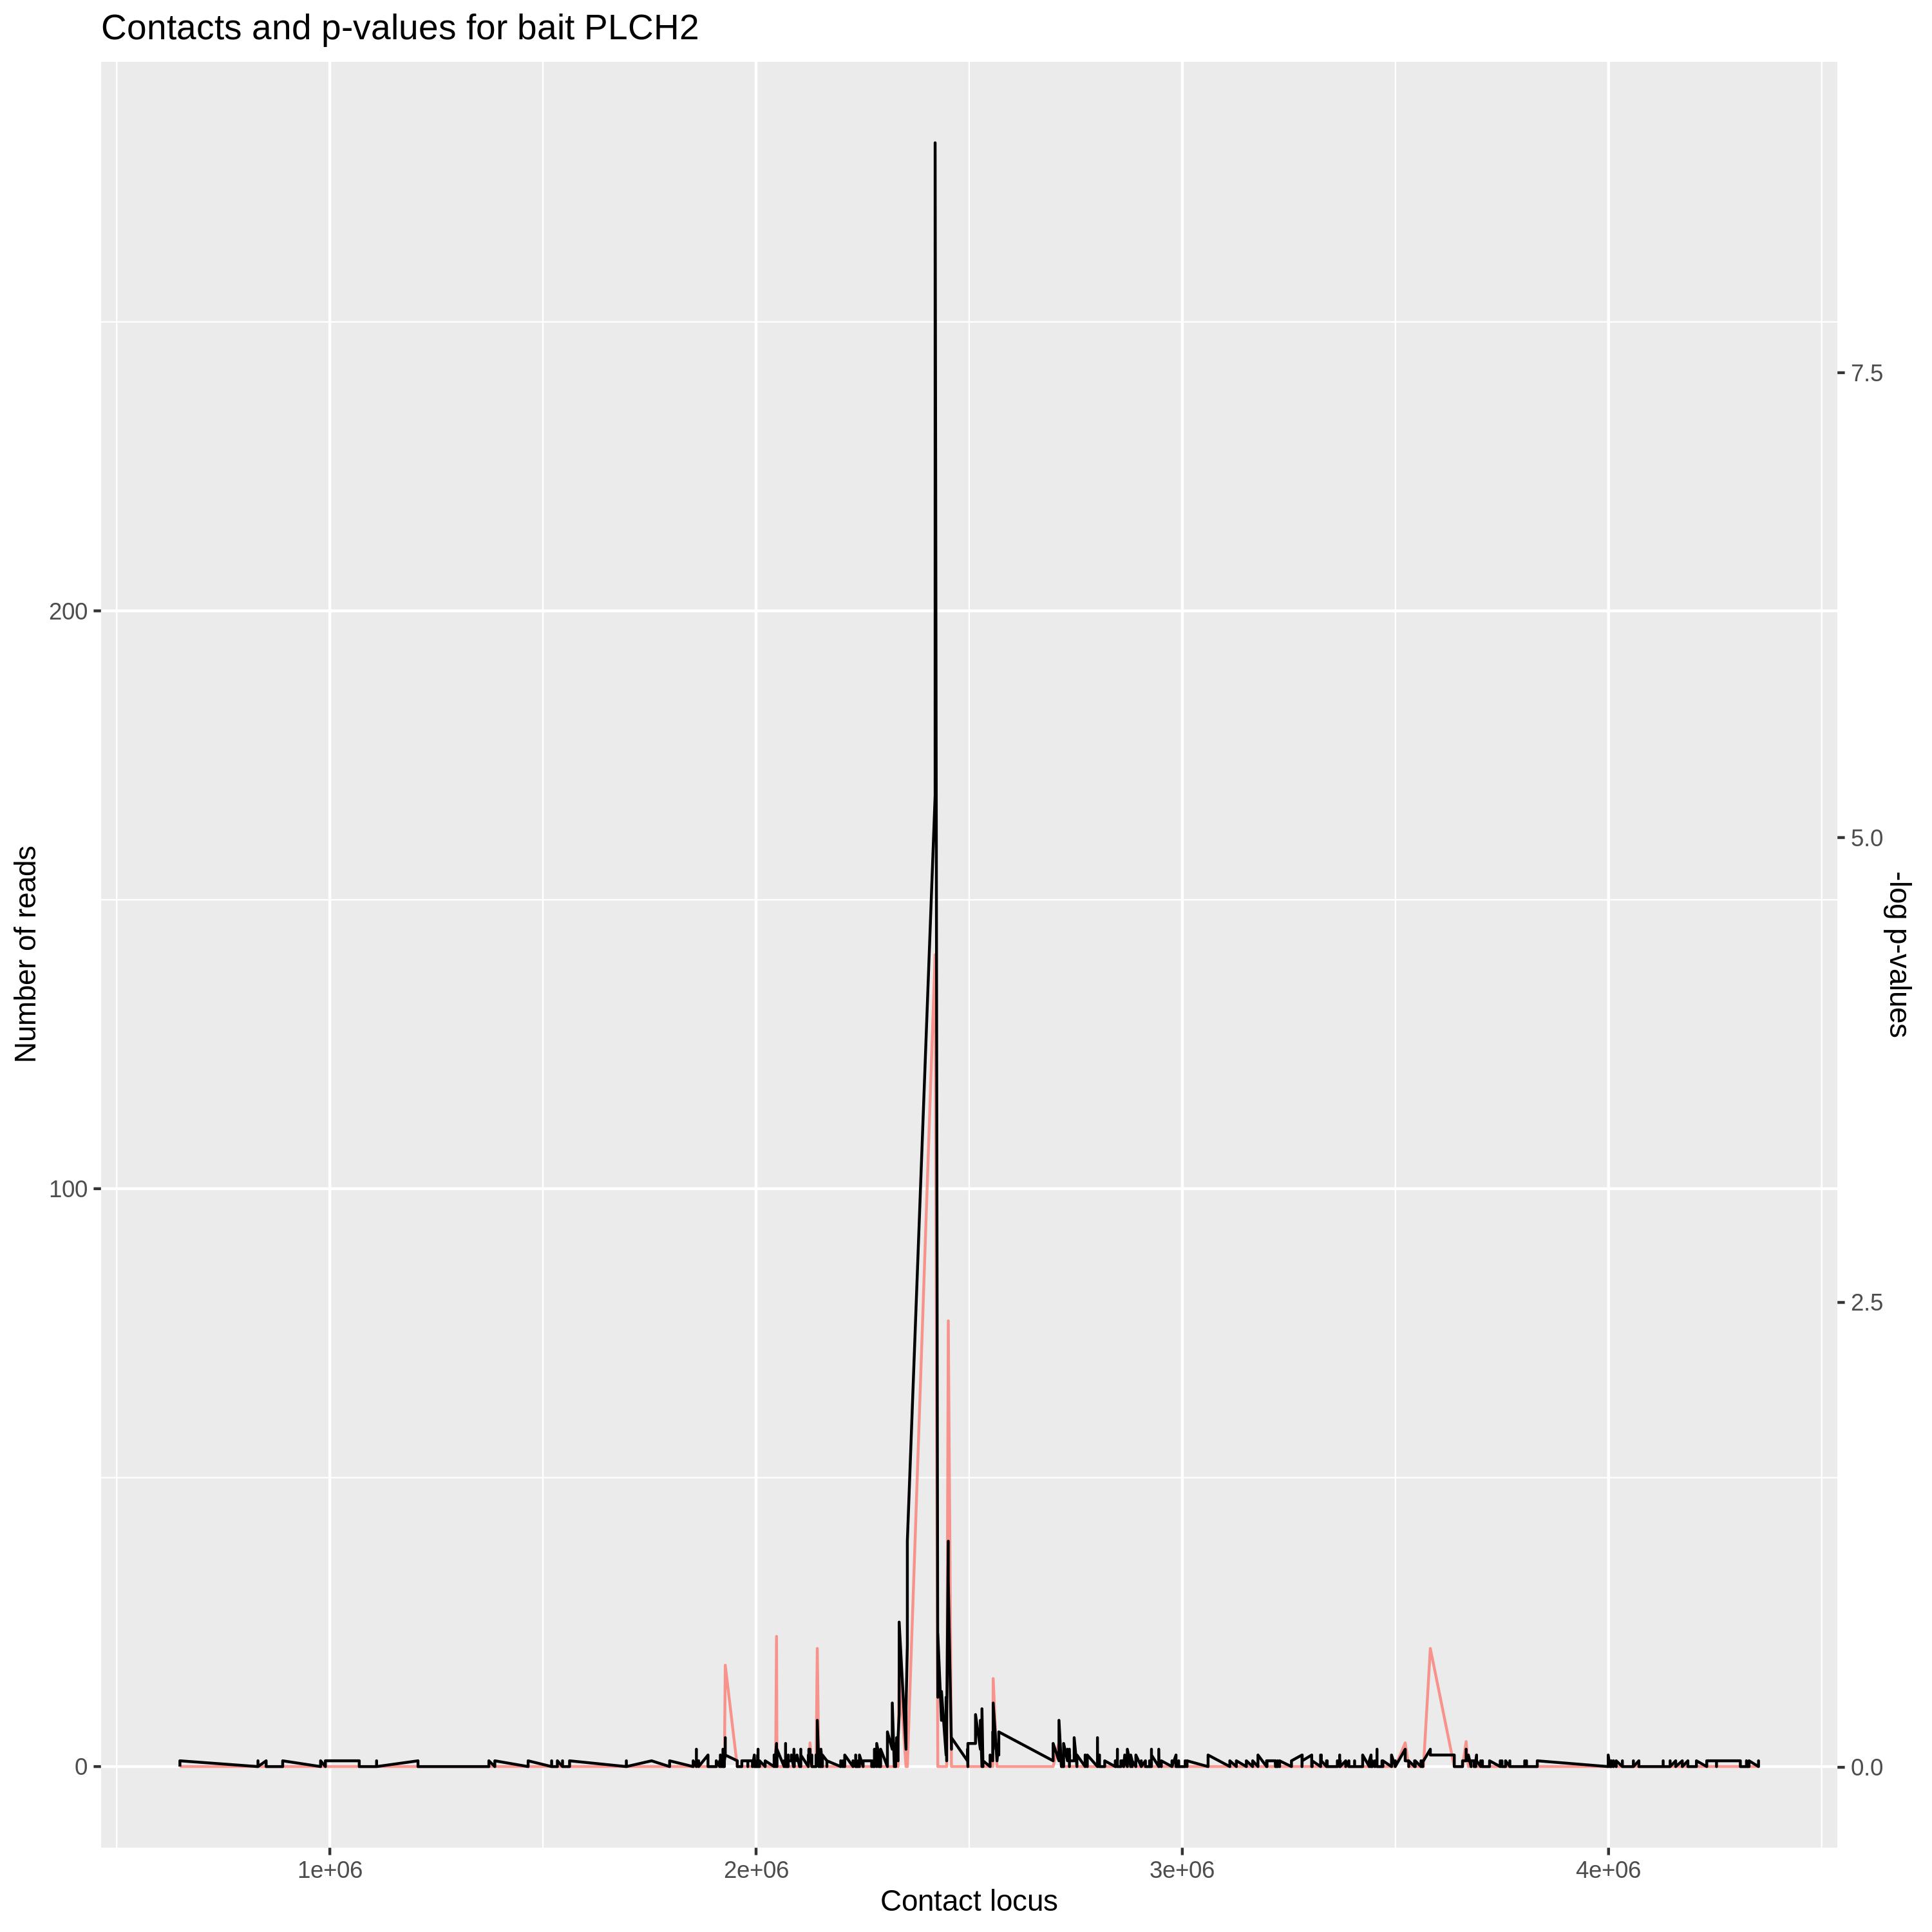 Contacts and p-values for bait PLCH2
Number of reads
200
100
0
7.5
5.0
2.5
0.0
-log p-values
1e+06
2e+06
3e+06
4e+06
Contact locus